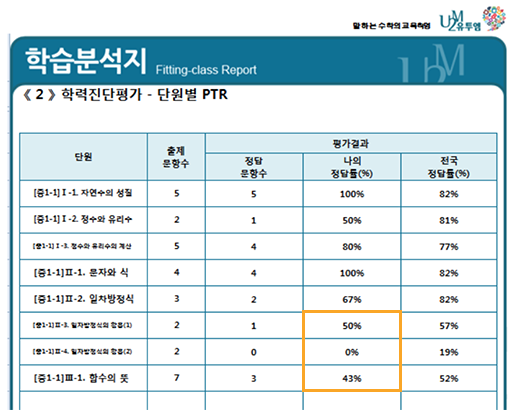 말하는 수학의 교육혁명 U2M 유투엠
학습분석지 Fitting-class Report
《 2 》 학력진단평가 - 단원별 PTR
단원 출제 문항수 평가결과
정답 문항수 나의 정답률(%) 전국 정답률(%)
[중1-1] Ⅰ-1. 자연수의 성질 5 5 100% 82%
[중1-1] Ⅰ-2. 정수와 유리수 2 1 50% 81%
[중1-1] Ⅰ-3. 정수와 유리수의 계산 5 4 80% 77%
[중1-1]Ⅱ-1. 문자와 식 4 4 100% 82%
[중1-1]Ⅱ-2. 일차방정식 3 2 67% 82%
[중1-1]Ⅱ-3. 일차방정식의 활용(1) 2 1 50% 57%
[중1-1]Ⅱ-4. 일차방정식의 활용(2) 2 0 0% 19%
[중1-1]Ⅲ-1. 함수의 뜻 7 3 43% 52%